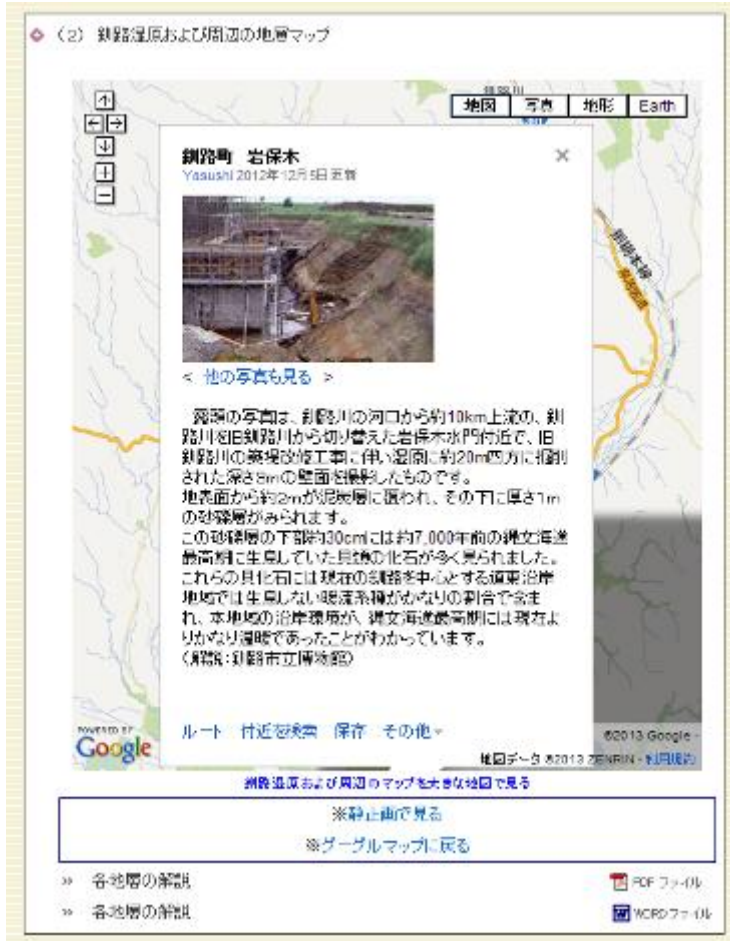 (2) 釧路湿原および周辺の地層マップ
地図 写真 地形 Earth
釧路町 岩保木
Yasushi 2012年12月5日更新
< 他の写真も見る >
露頭の写真は、釧路川の河口から約10km上流の、釧
路川を旧釧路川から切り替えた岩保木水門付近で、旧
釧路川の築堤改修工事に伴い湿原に約20m四方に掘削
された深さ8mの壁面を撮影したものです。
地表面から約2mが泥炭層に覆われ、その下に厚さ1m
の砂礫層がみられます。
この砂礫層の下部約30cmには約7,000年前の縄文海進
最高期に生息していた貝類の化石が多く見られました。
これらの貝化石には現在の釧路を中心とする道東沿岸
地域では生息しない暖流系種がかなりの割合で含ま
れ、本地域の沿岸環境が、縄文海進最高期には現在よ
りかなり温暖であったことがわかっています。
(解説:釧路市立博物館)
釧網本線
ルート 付近を検索 保存 その他
POWERED BY
Google
©2013 Google -
地図データ ©2013 ZENRIN - 利用規約
釧路湿原および周辺のマップを大きな地図で見る
※静止画で見る
※グーグルマップに戻る
» 各地層の解説 PDF ファイル
» 各地層の解説 WORDファイル